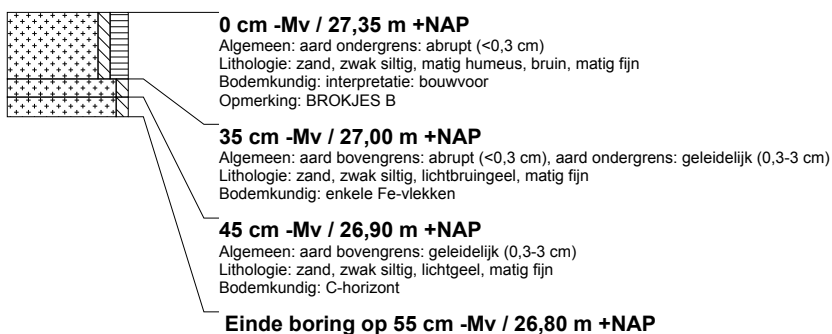 0 cm -Mv / 27,35 m +NAP
Algemeen: aard ondergrens: abrupt (<0,3 cm)
Lithologie: zand, zwak siltig, matig humeus, bruin, matig fijn
Bodemkundig: interpretatie: bouwvoor
Opmerking: BROKJES B
35 cm -Mv / 27,00 m +NAP
Algemeen: aard bovengrens: abrupt (<0,3 cm), aard ondergrens: geleidelijk (0,3-3 cm)
Lithologie: zand, zwak siltig, lichtbruingeel, matig fijn
Bodemkundig: enkele Fe-vlekken
45 cm -Mv / 26,90 m +NAP
Algemeen: aard bovengrens: geleidelijk (0,3-3 cm)
Lithologie: zand, zwak siltig, lichtgeel, matig fijn
Bodemkundig: C-horizont
Einde boring op 55 cm -Mv / 26,80 m +NAP